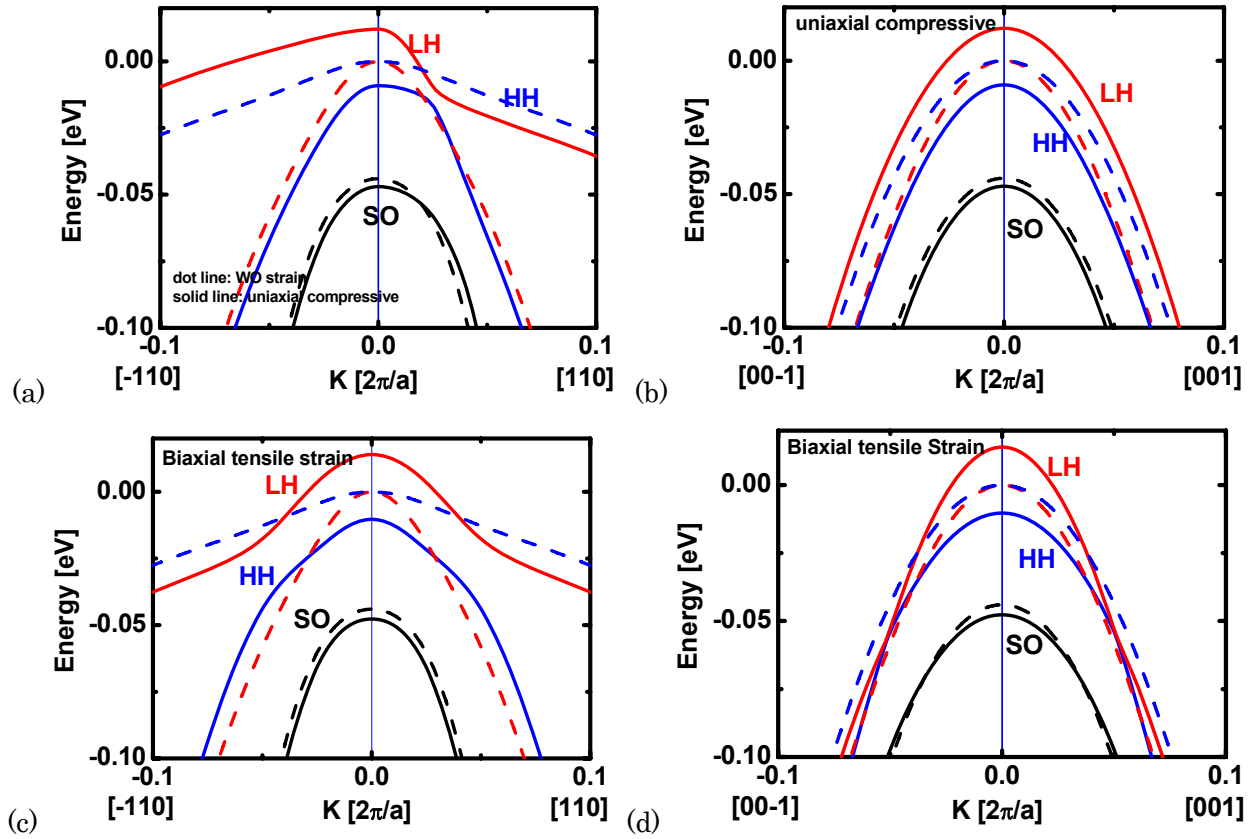 0.00
-0.05
-0.10
Energy [eV]
LH
HH
SO
dot line: WO strain
solid line: uniaxial compressive
-0.1 0.0 0.1
[-110] K [2π/a] [110]
(a)
uniaxial compressive
0.00
-0.05
-0.10
Energy [eV]
LH
HH
SO
-0.1 0.0 0.1
[00-1] K [2π/a] [001]
(b)
Biaxial tensile strain
0.00
-0.05
-0.10
Energy [eV]
LH
HH
SO
-0.1 0.0 0.1
[-110] K [2π/a] [110]
(c)
Biaxial tensile Strain
0.00
-0.05
-0.10
Energy [eV]
LH
HH
SO
-0.1 0.0 0.1
[00-1] K [2π/a] [001]
(d)